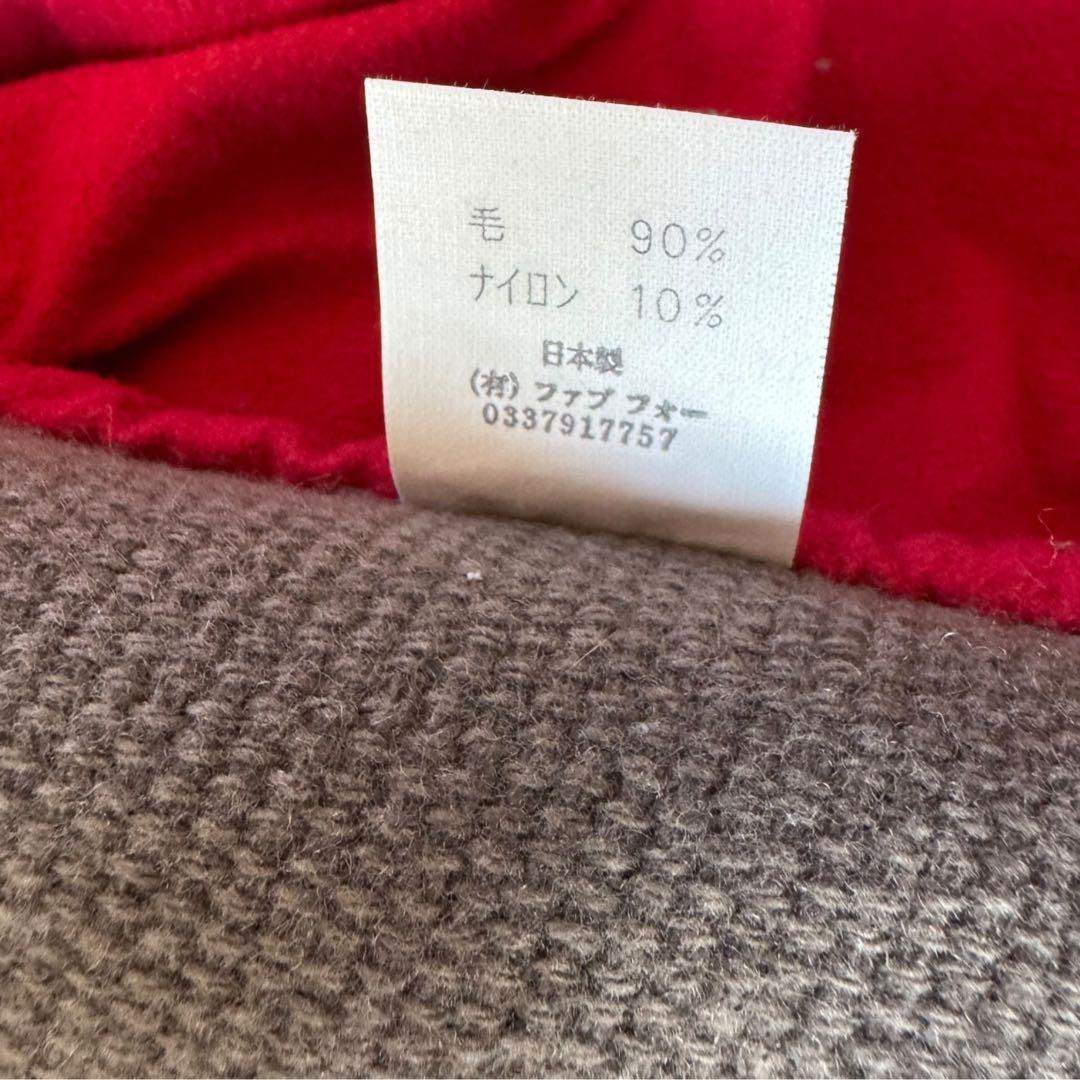 毛 90%
ナイロン 10%
日本製
(有) ファブ フォー
0337917757